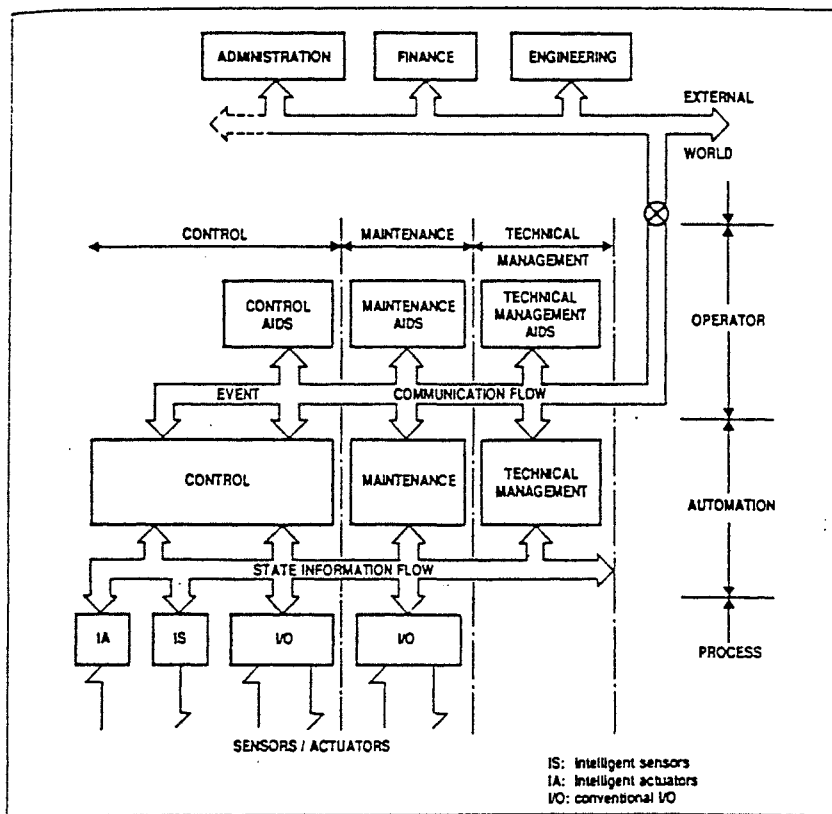 ADMINISTRATION
FINANCE
ENGINEERING
EXTERNAL
WORLD
CONTROL
MAINTENANCE
TECHNICAL
MANAGEMENT
CONTROL
AIDS
MAINTENANCE
AIDS
TECHNICAL
MANAGEMENT
AIDS
OPERATOR
EVENT
COMMUNICATION FLOW
CONTROL
MAINTENANCE
TECHNICAL
MANAGEMENT
AUTOMATION
STATE INFORMATION FLOW
IA
IS
I/O
I/O
PROCESS
SENSORS / ACTUATORS
IS: Intelligent sensors
IA: Intelligent actuators
I/O: conventional I/O